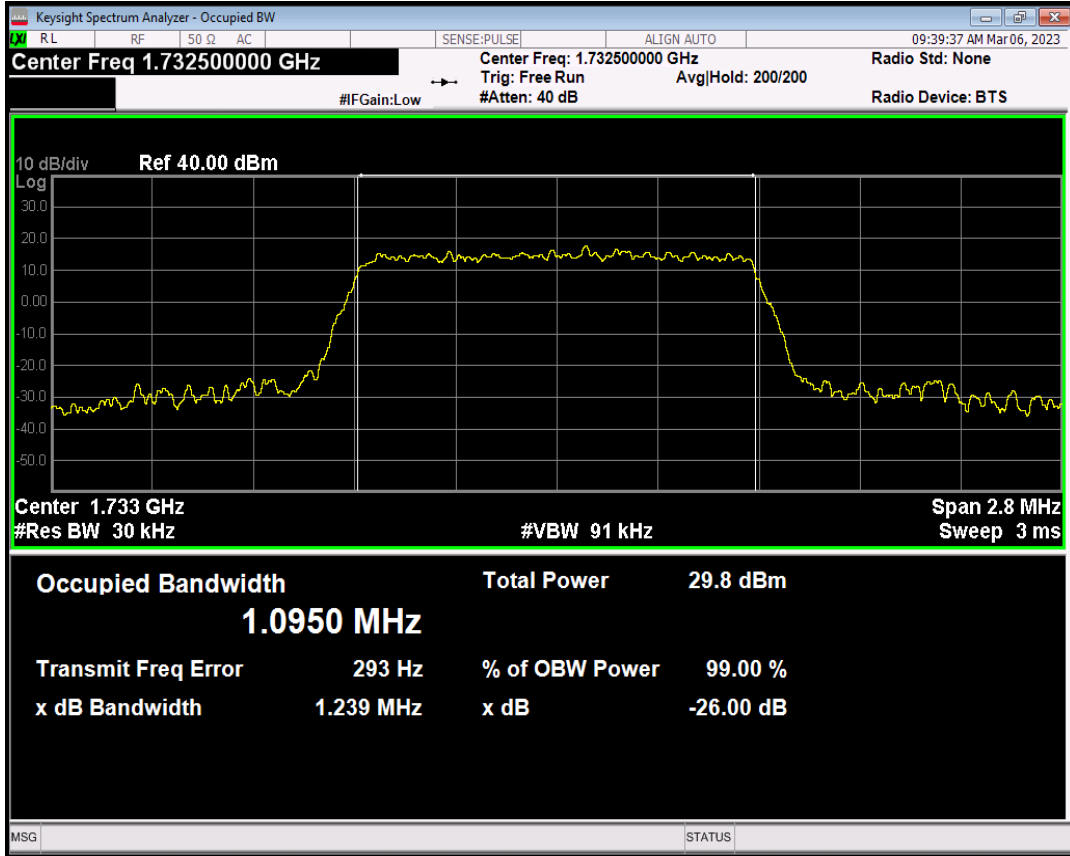 Keysight Spectrum Analyzer - Occupied BW
LXI RL RF 50 Ω AC SENSE:PULSE ALIGN AUTO 09:39:37 AM Mar 06, 2023
Center Freq 1.732500000 GHz Center Freq: 1.732500000 GHz Radio Std: None
Trig: Free Run Avg|Hold: 200/200
#IFGain:Low #Atten: 40 dB Radio Device: BTS
10 dB/div Ref 40.00 dBm
Log
30.0
20.0
10.0
0.00
-10.0
-20.0
-30.0
-40.0
-50.0
Center 1.733 GHz Span 2.8 MHz
#Res BW 30 kHz #VBW 91 kHz Sweep 3 ms
Occupied Bandwidth Total Power 29.8 dBm
1.0950 MHz
Transmit Freq Error 293 Hz % of OBW Power 99.00 %
x dB Bandwidth 1.239 MHz x dB -26.00 dB
MSG STATUS